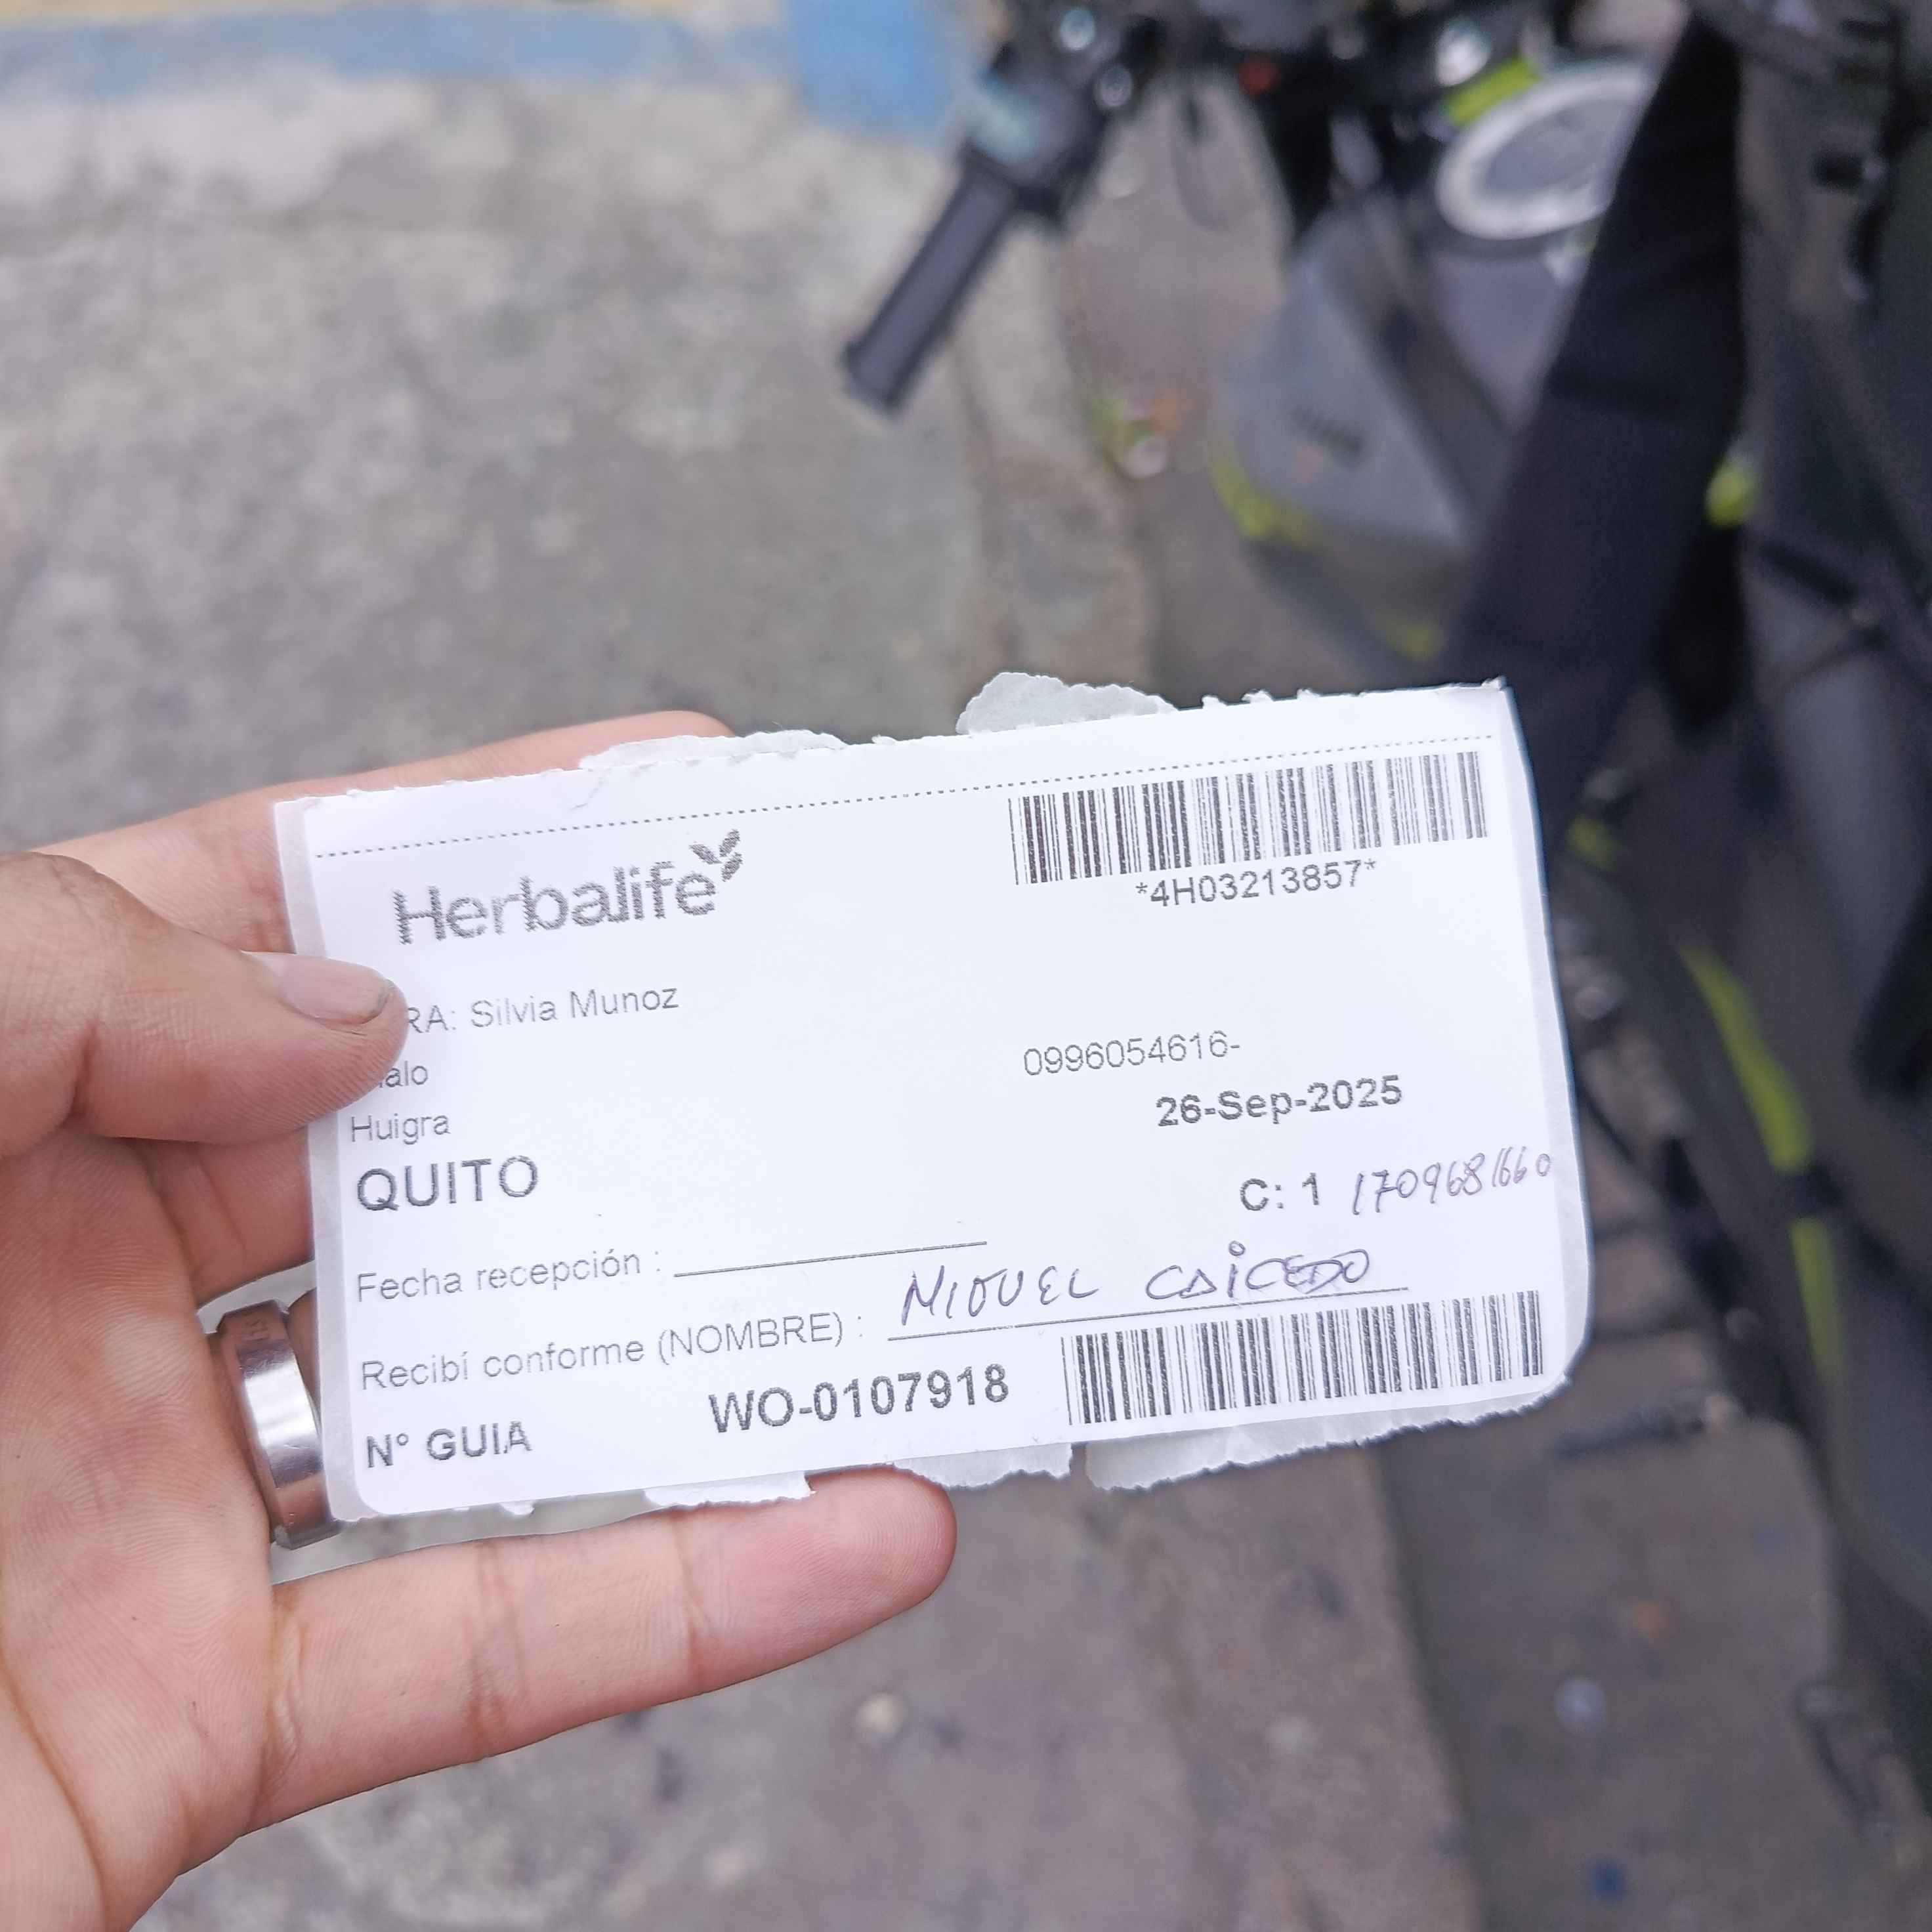 Herbalife
*4H03213857*
RA: Silvia Munoz
alo
0996054616-
Huigra
26-Sep-2025
QUITO
C: 1 1709681660
Fecha recepción :
Recibí conforme (NOMBRE) : MIGUEL CAICEDO
Nº GUIA WO-0107918